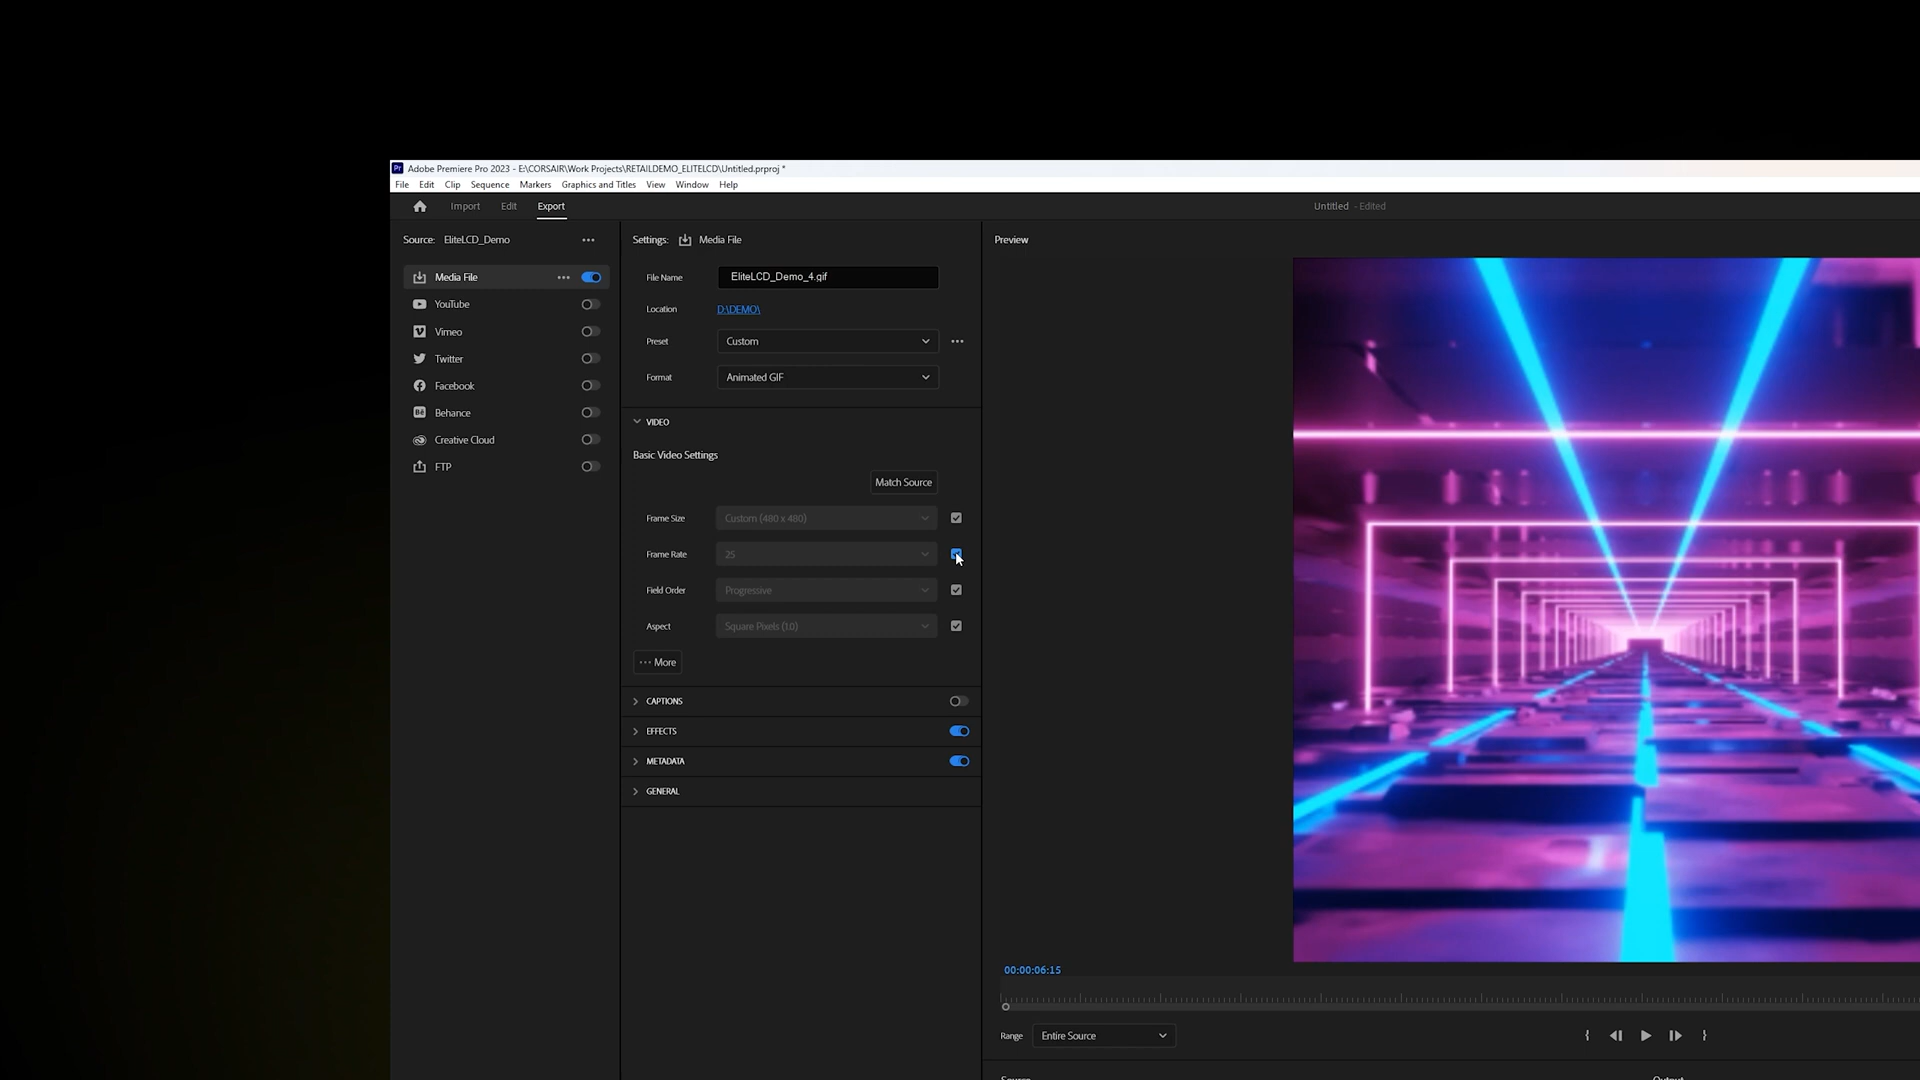 Adobe Premiere Pro 2023 - E:\CORSAIR\Work Projects\RETAILDEMO_ELITELCD\Untitled.prproj *
File Edit Clip Sequence Markers Graphics and Titles View Window Help
Import Edit Export
Untitled - Edited
Source: EliteLCD_Demo
Media File
YouTube
Vimeo
Twitter
Facebook
Behance
Creative Cloud
FTP
Settings: Media File
File Name EliteLCD_Demo_4.gif
Location D:\DEMO\
Preset Custom
Format Animated GIF
VIDEO
Basic Video Settings
Match Source
Frame Size Custom (480 x 480)
Frame Rate 25
Field Order Progressive
Aspect Square Pixels (1.0)
More
CAPTIONS
EFFECTS
METADATA
GENERAL
Preview
00:00:06:15
Range Entire Source